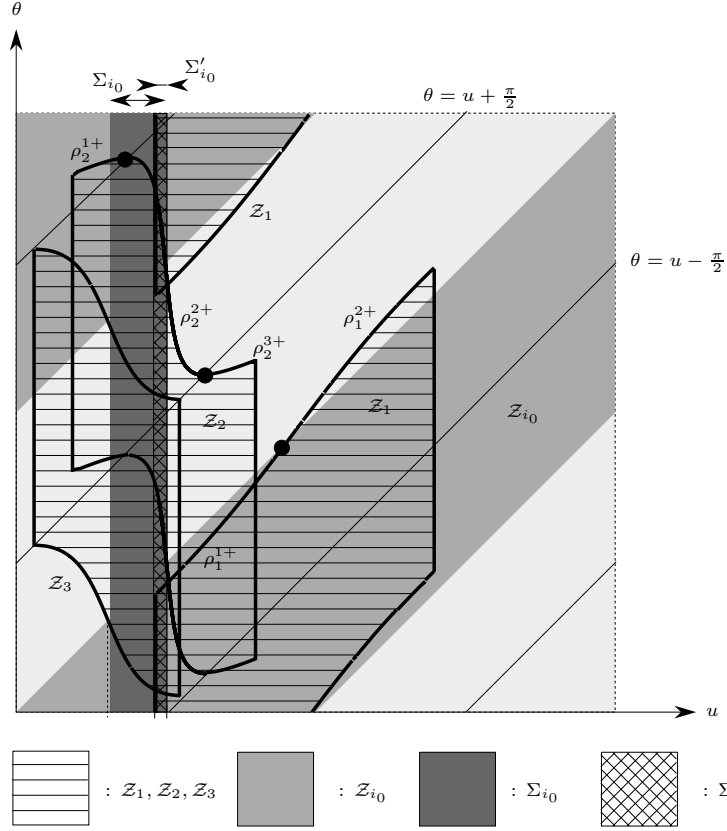 θ
Σ′_{i_0}
Σ_{i_0}
θ = u + π/2
ρ_2^{1+}
𝒵_1
θ = u − π/2
ρ_2^{2+}
ρ_1^{2+}
ρ_2^{3+}
𝒵_1
𝒵_{i_0}
𝒵_2
ρ_1^{1+}
𝒵_3
u
: 𝒵_1, 𝒵_2, 𝒵_3 : 𝒵_{i_0} : Σ_{i_0} : Σ